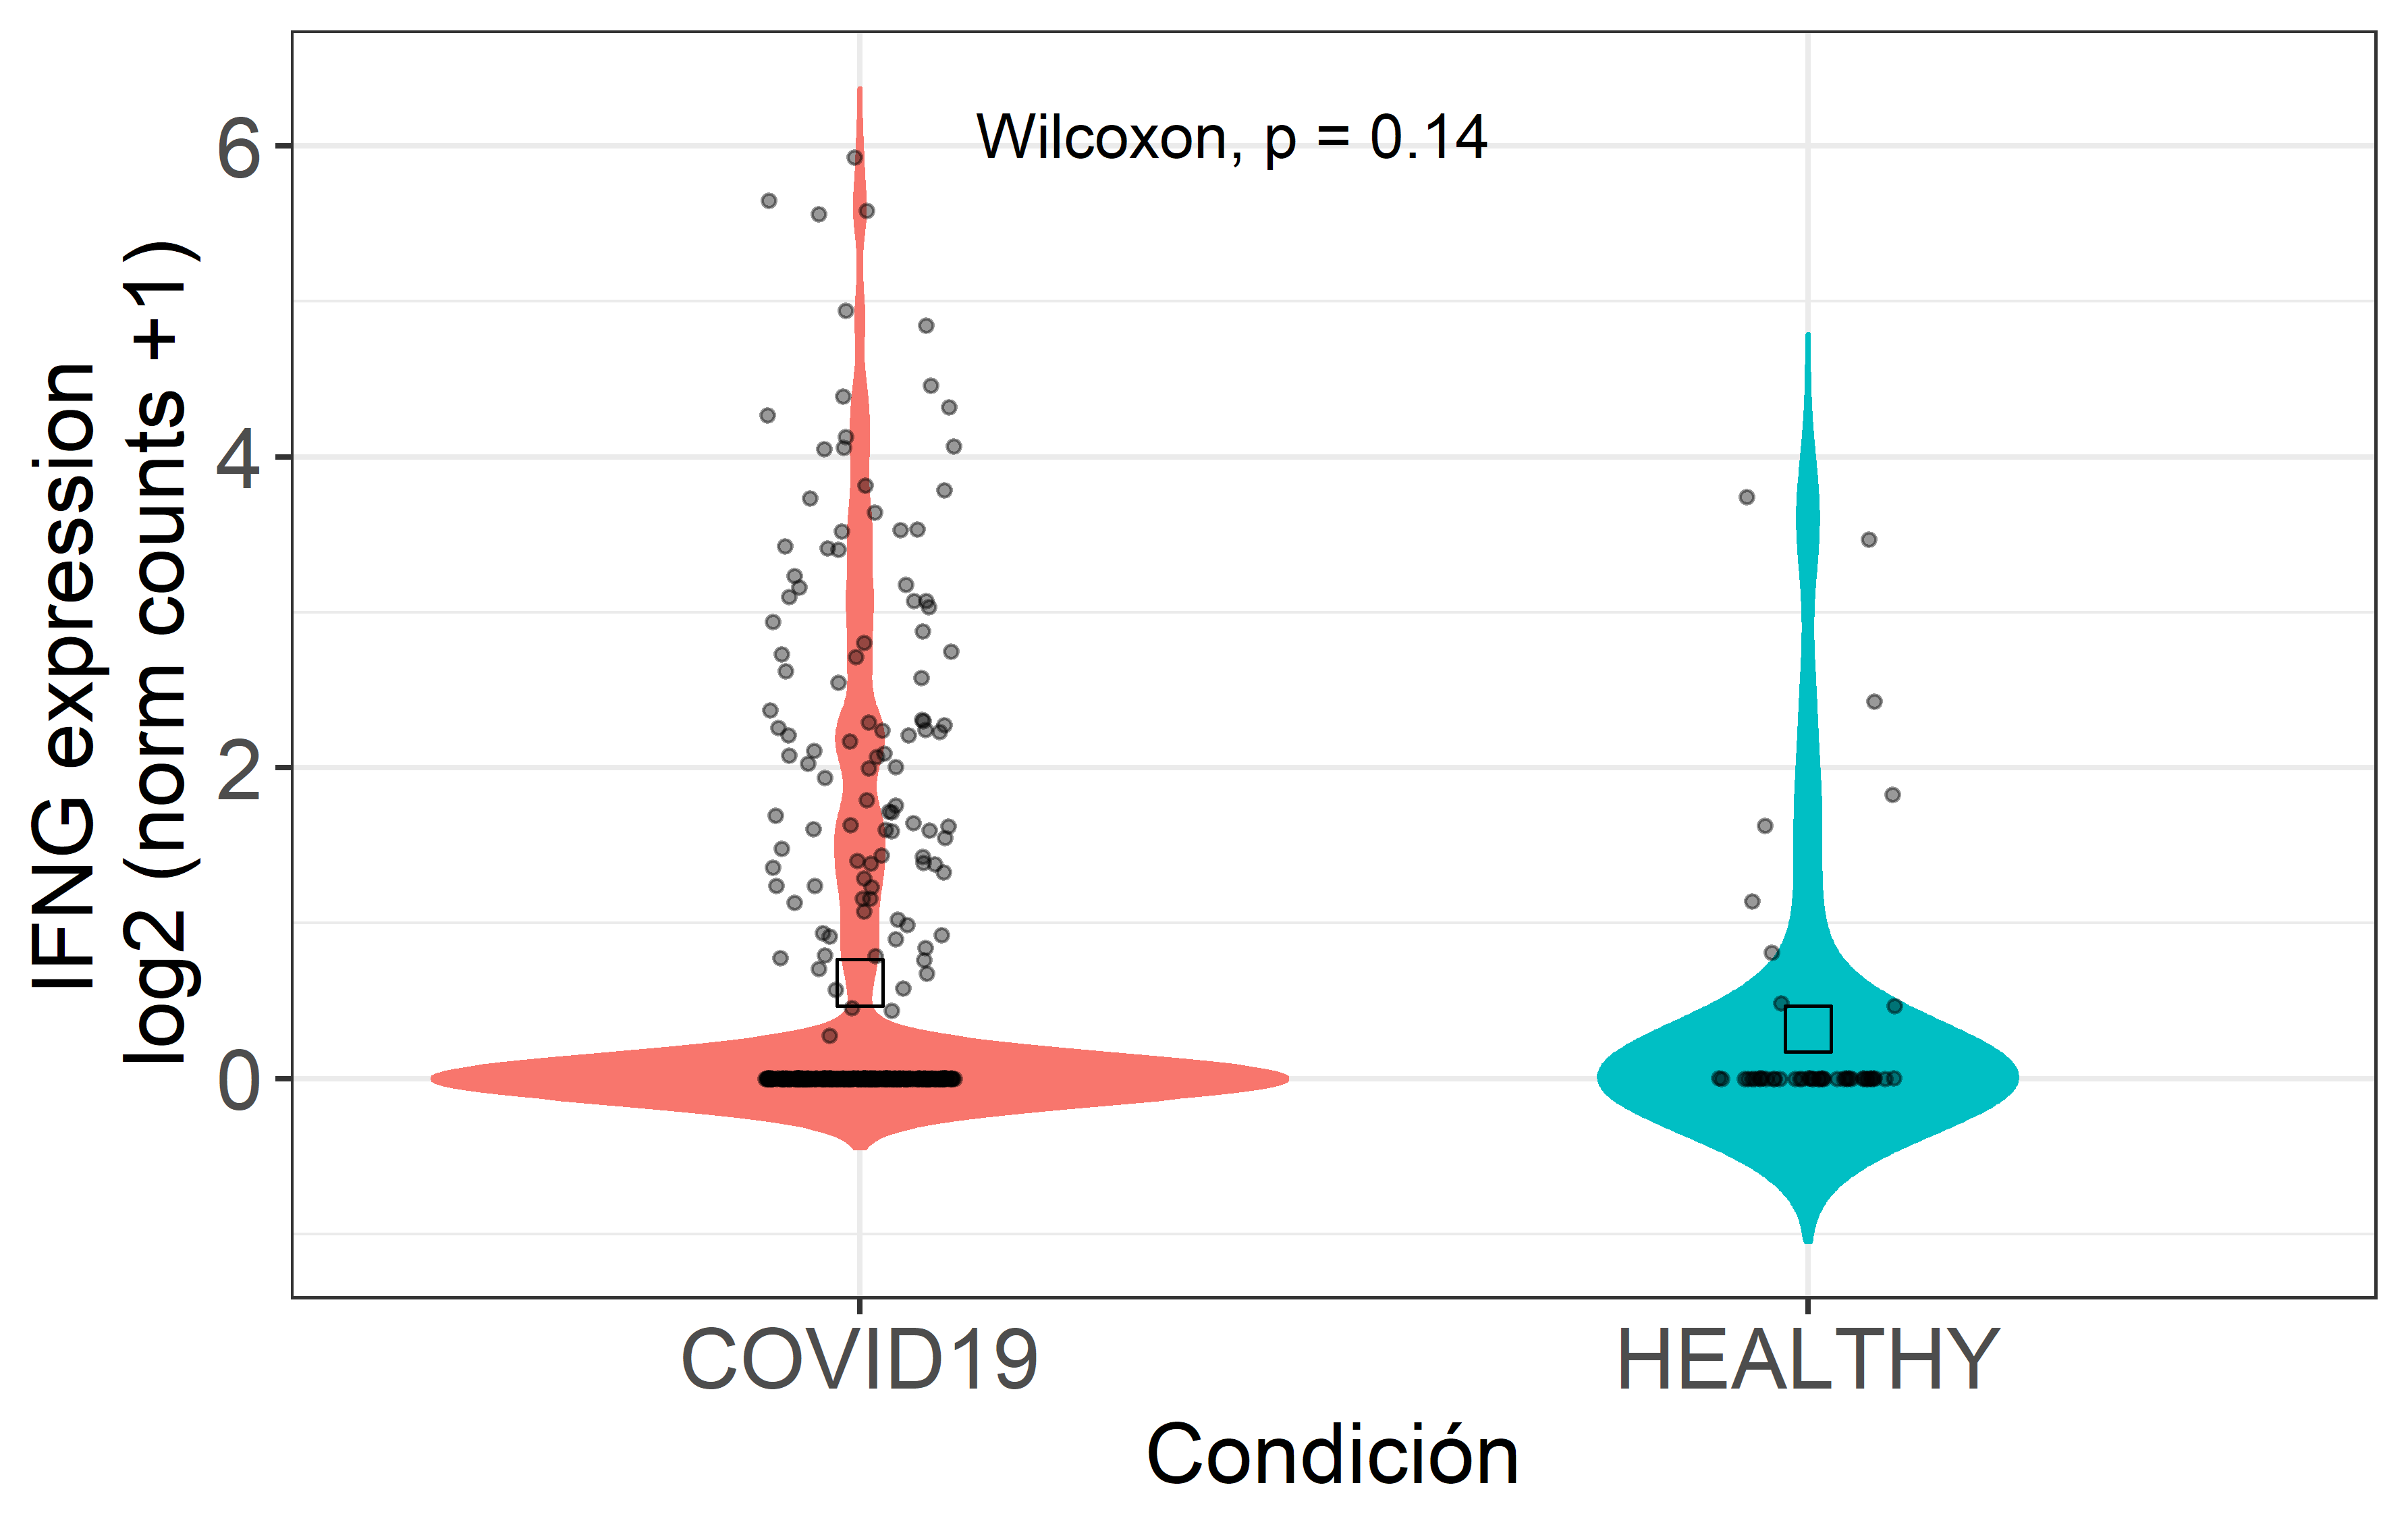 IFNG expression
log2 (norm counts +1)
6
4
2
0
Wilcoxon, p = 0.14
COVID19
HEALTHY
Condición